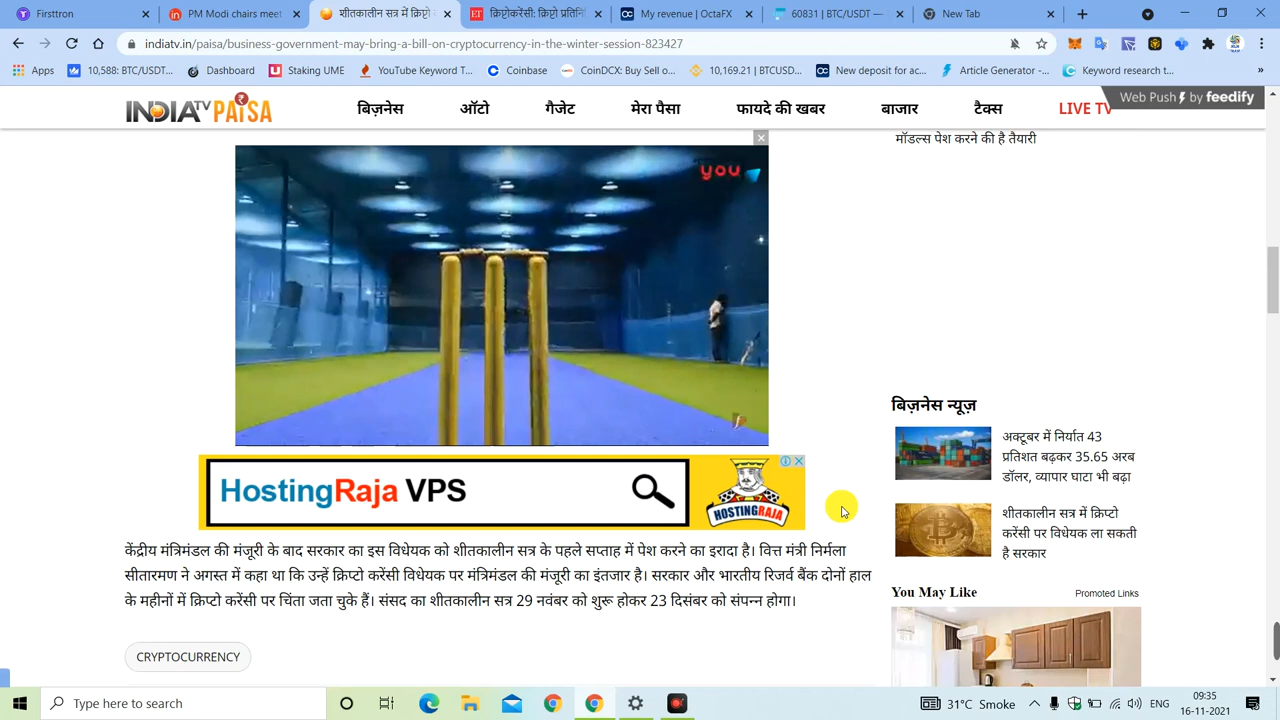 Firsttron
PM Modi meet
शीतकालीन सत्र में क्रिप्टो
क्रिप्टोकरेंसी: क्रिप्टो प्रतिनि
My revenue | OctaFX
60831 | BTC/USDT -
New Tab
indiatv.in/paisa/business-government-may-bring-a-bill-on-cryptocurrency-in-the-winter-session-823427
Apps
10,588: BTC/USDT...
Dashboard
Staking UME
YouTube Keyword T...
Coinbase
CoinDCX: Buy Sell o...
10,169.21 | BTCUSD...
New deposit for ac...
Article Generator -...
Keyword research t...
»
INDIA TV PAISA
बिज़नेस
ऑटो
गैजेट
मेरा पैसा
फायदे की खबर
बाजार
टैक्स
LIVE TV
Web Push by feedify
मॉडल्स पेश करने की है तैयारी
you
HostingRaja VPS
HOSTINGRAJA
केंद्रीय मंत्रिमंडल की मंजूरी के बाद सरकार का इस विधेयक को शीतकालीन सत्र के पहले सप्ताह में पेश करने का इरादा है। वित्त मंत्री निर्मला
सीतारमण ने अगस्त में कहा था कि उन्हें क्रिप्टो करेंसी विधेयक पर मंत्रिमंडल की मंजूरी का इंतजार है। सरकार और भारतीय रिजर्व बैंक दोनों हाल
के महीनों में क्रिप्टो करेंसी पर चिंता जता चुके हैं। संसद का शीतकालीन सत्र 29 नवंबर को शुरू होकर 23 दिसंबर को संपन्न होगा।
CRYPTOCURRENCY
बिज़नेस न्यूज़
अक्टूबर में निर्यात 43
प्रतिशत बढ़कर 35.65 अरब
डॉलर, व्यापार घाटा भी बढ़ा
शीतकालीन सत्र में क्रिप्टो
करेंसी पर विधेयक ला सकती
है सरकार
You May Like
Promoted Links
Type here to search
31°C Smoke
ENG
09:35
16-11-2021